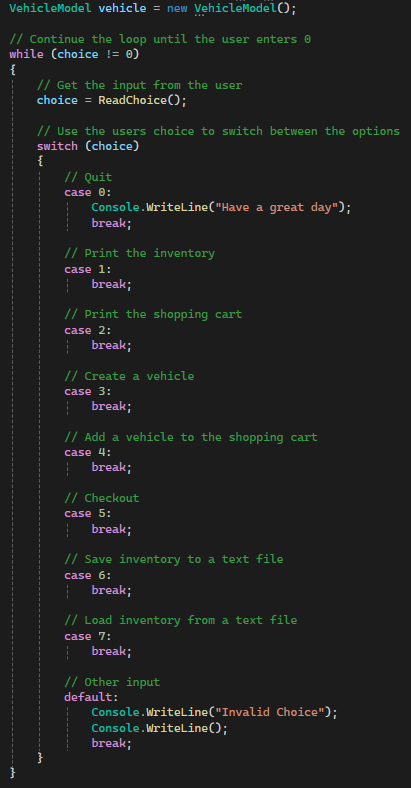 VehicleModel vehicle = new VehicleModel();

// Continue the loop until the user enters 0
while (choice != 0)
{
    // Get the input from the user
    choice = ReadChoice();

    // Use the users choice to switch between the options
    switch (choice)
    {
        // Quit
        case 0:
            Console.WriteLine("Have a great day");
            break;

        // Print the inventory
        case 1:
            break;

        // Print the shopping cart
        case 2:
            break;

        // Create a vehicle
        case 3:
            break;

        // Add a vehicle to the shopping cart
        case 4:
            break;

        // Checkout
        case 5:
            break;

        // Save inventory to a text file
        case 6:
            break;

        // Load inventory from a text file
        case 7:
            break;

        // Other input
        default:
            Console.WriteLine("Invalid Choice");
            Console.WriteLine();
            break;
    }
}